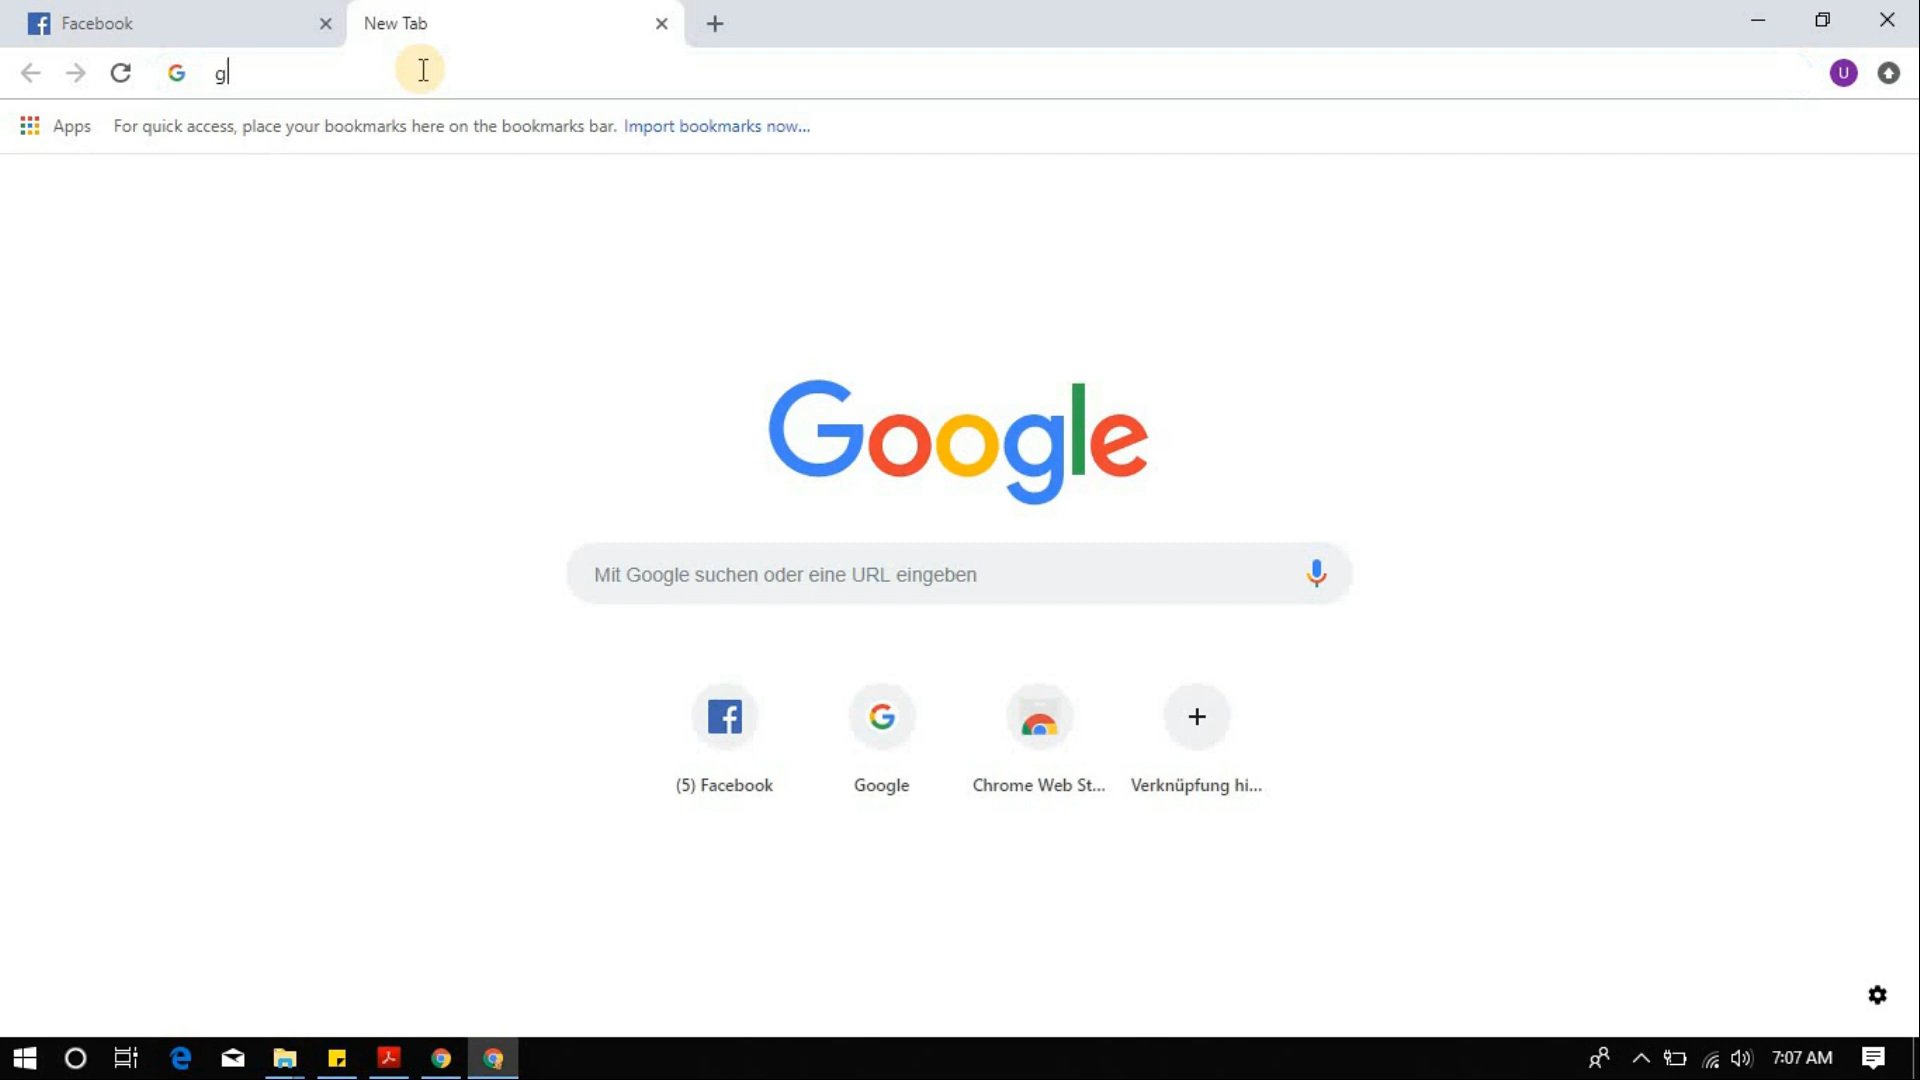 Facebook
New Tab
g
U
Apps
For quick access, place your bookmarks here on the bookmarks bar. Import bookmarks now...
Google
Mit Google suchen oder eine URL eingeben
(5) Facebook
Google
Chrome Web St...
Verknüpfung hi...
7:07 AM